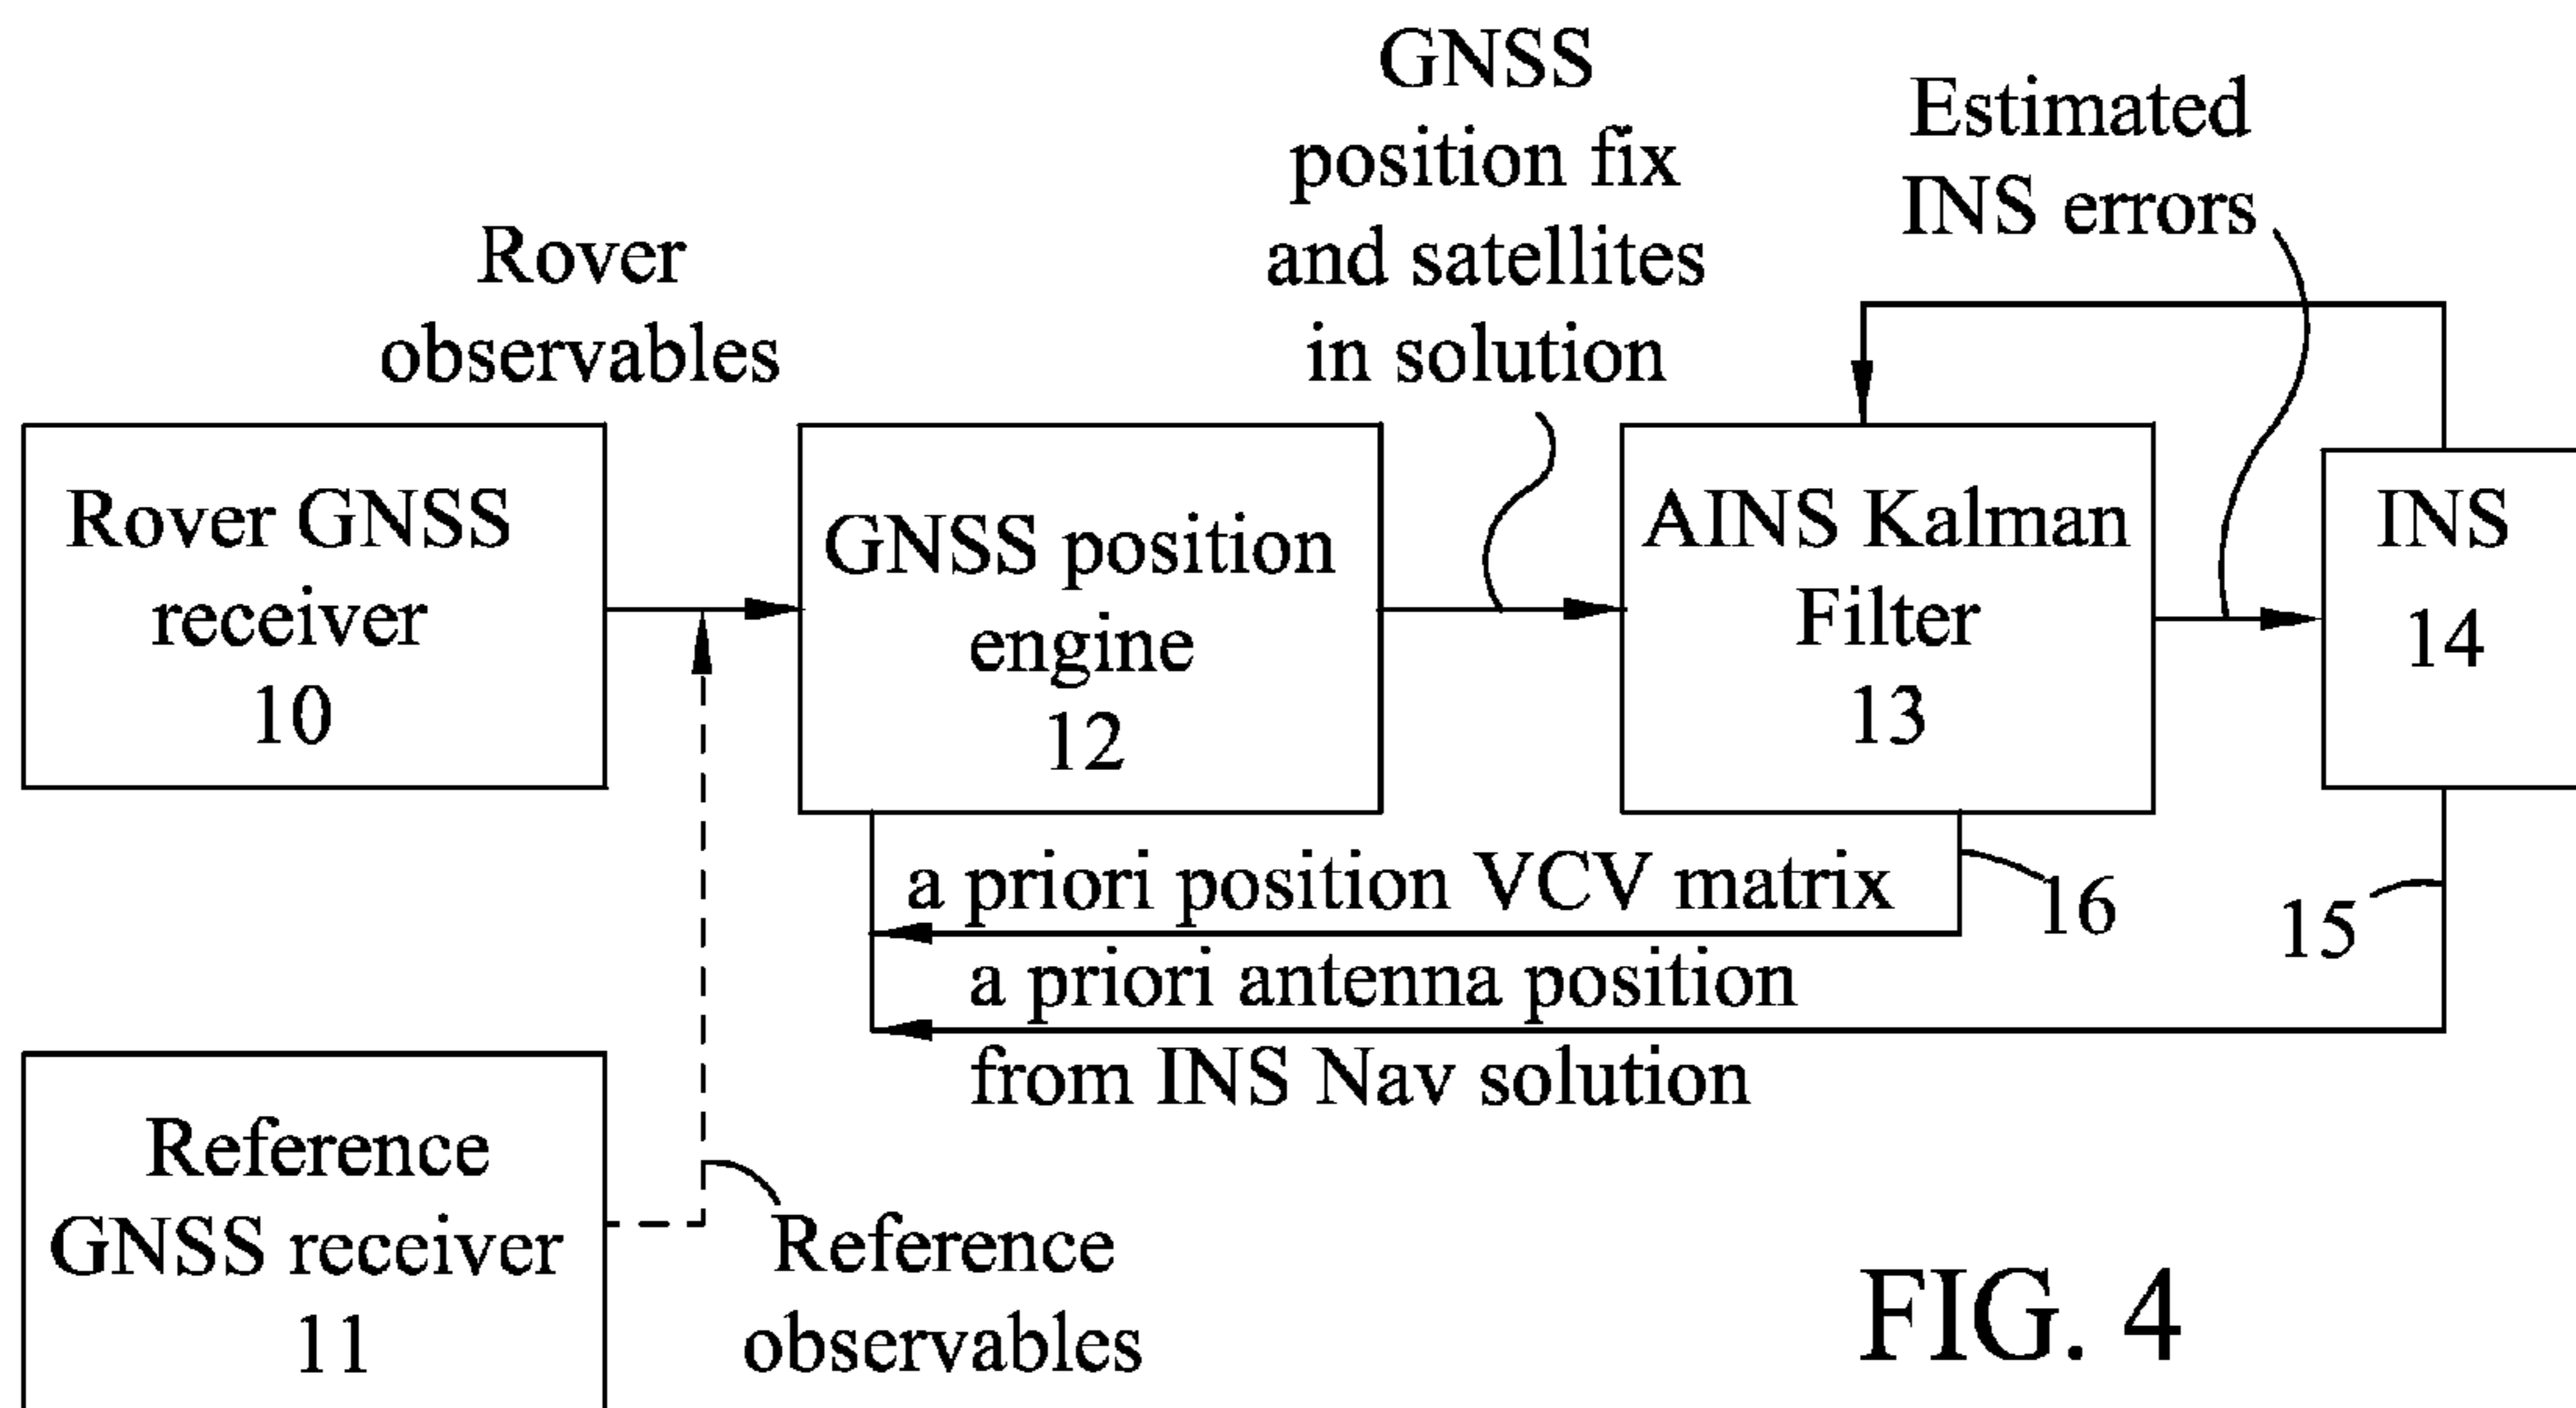 GNSS
position fix
and satellites
in solution
Estimated
INS errors
Rover
observables
Rover GNSS
receiver
10
GNSS position
engine
12
AINS Kalman
Filter
13
INS
14
a priori position VCV matrix
16
15
a priori antenna position
from INS Nav solution
Reference
GNSS receiver
11
Reference
observables
FIG. 4